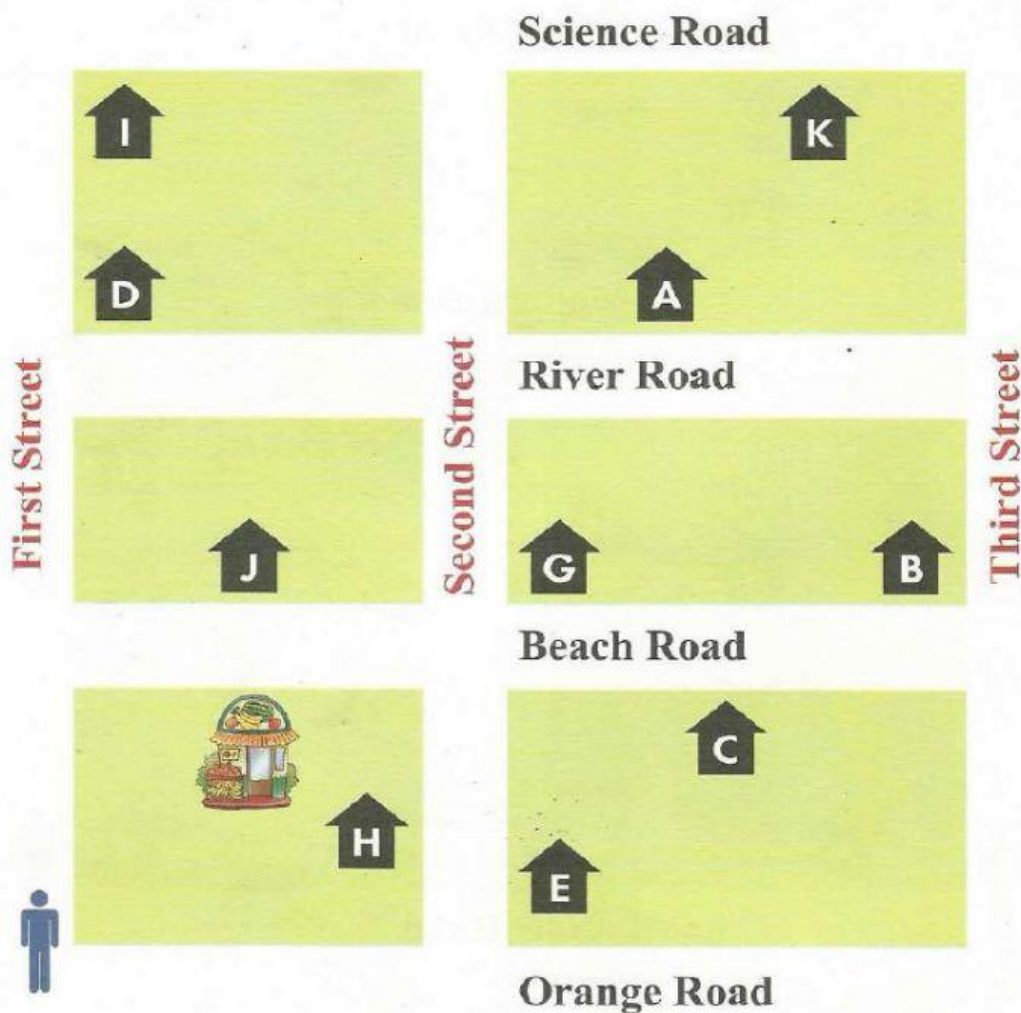 Science Road
I
K
D
A
First Street
Second Street
River Road
Third Street
J
G
B
Beach Road
C
H
E
Orange Road